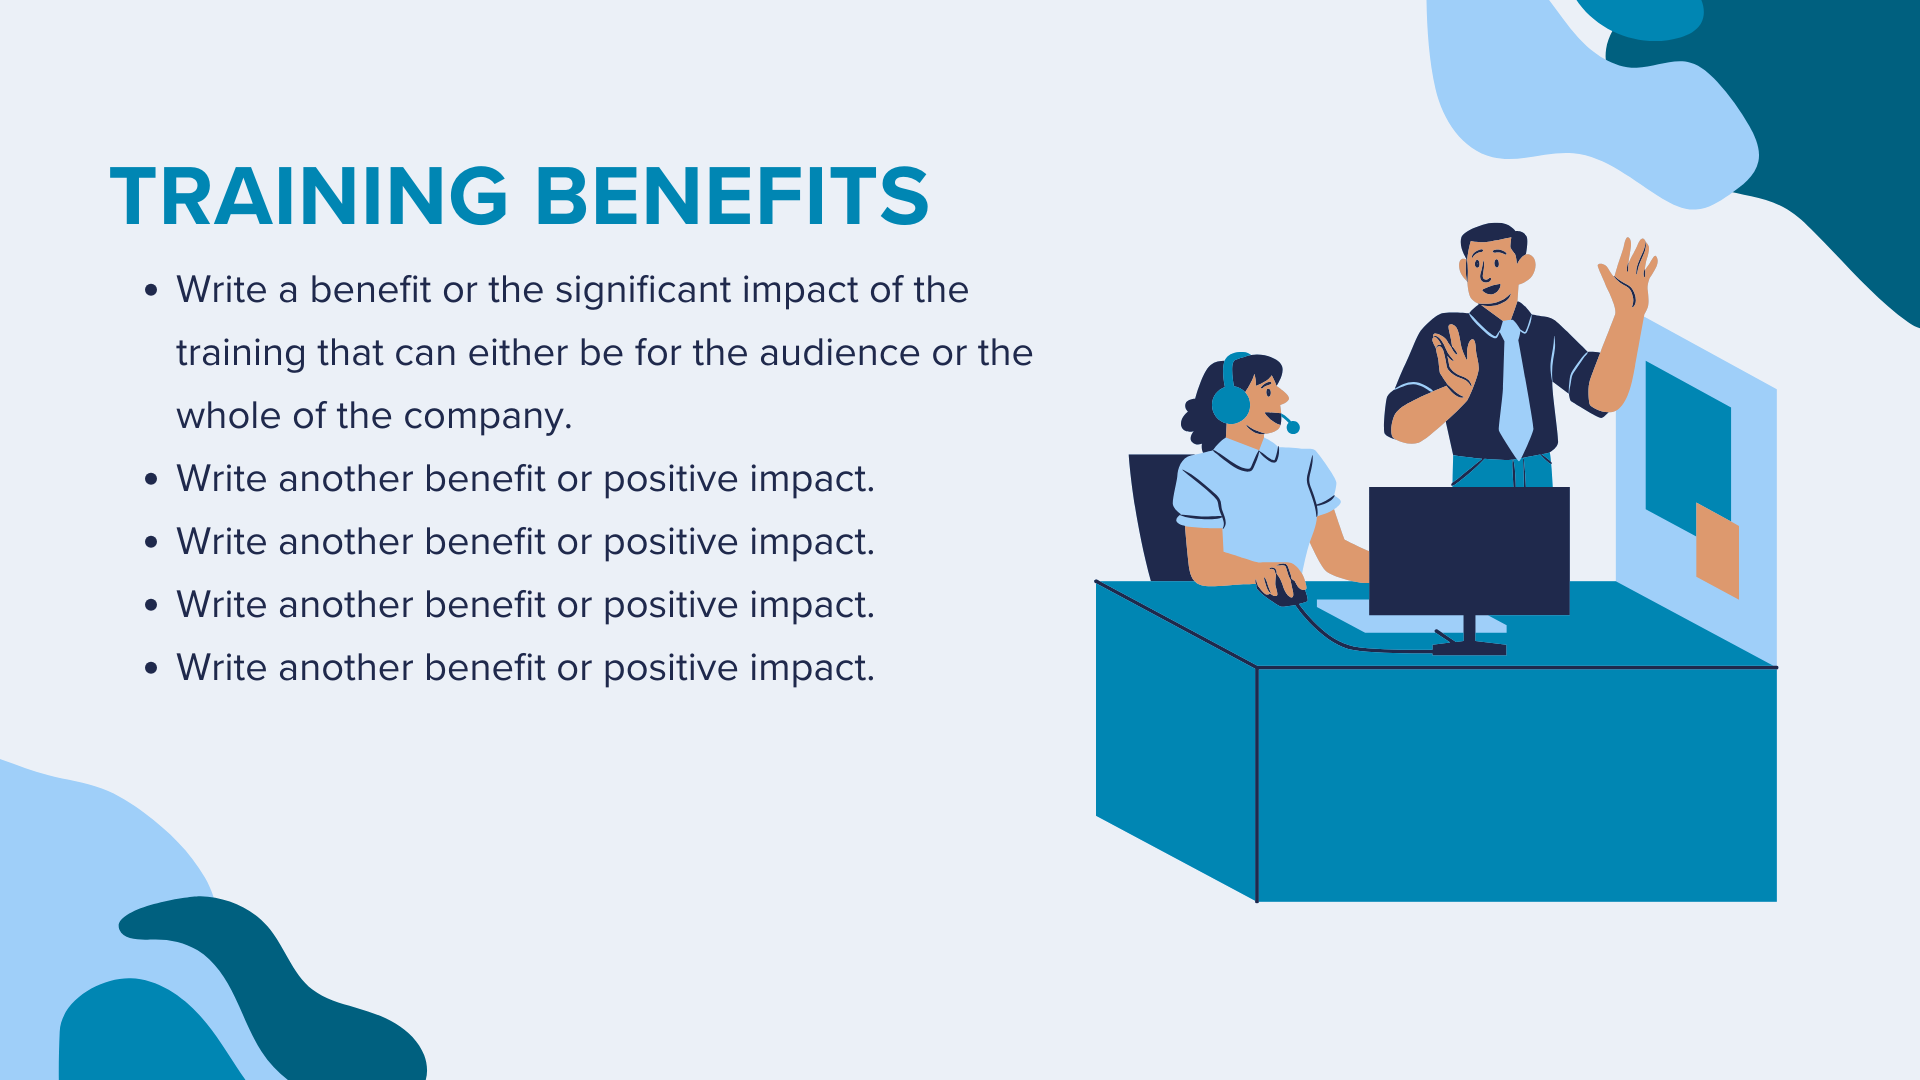 TRAINING BENEFITS
• Write a benefit or the significant impact of the
training that can either be for the audience or the
whole of the company.
• Write another benefit or positive impact.
• Write another benefit or positive impact.
• Write another benefit or positive impact.
• Write another benefit or positive impact.